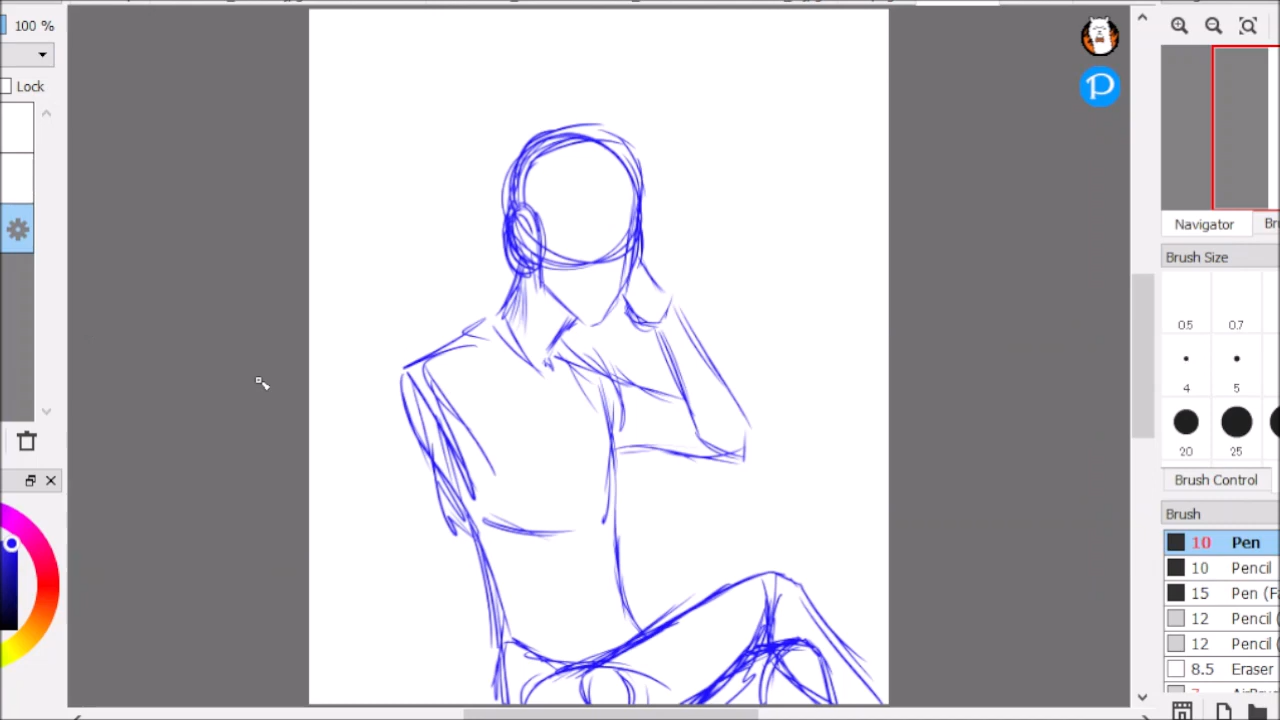 100 %
Lock
P
Navigator
Br
Brush Size
0.5 0.7
4 5
20 25
Brush Control
Brush
10 Pen
10 Pencil
15 Pen (Fa
12 Pencil (
12 Pencil (
8.5 Eraser